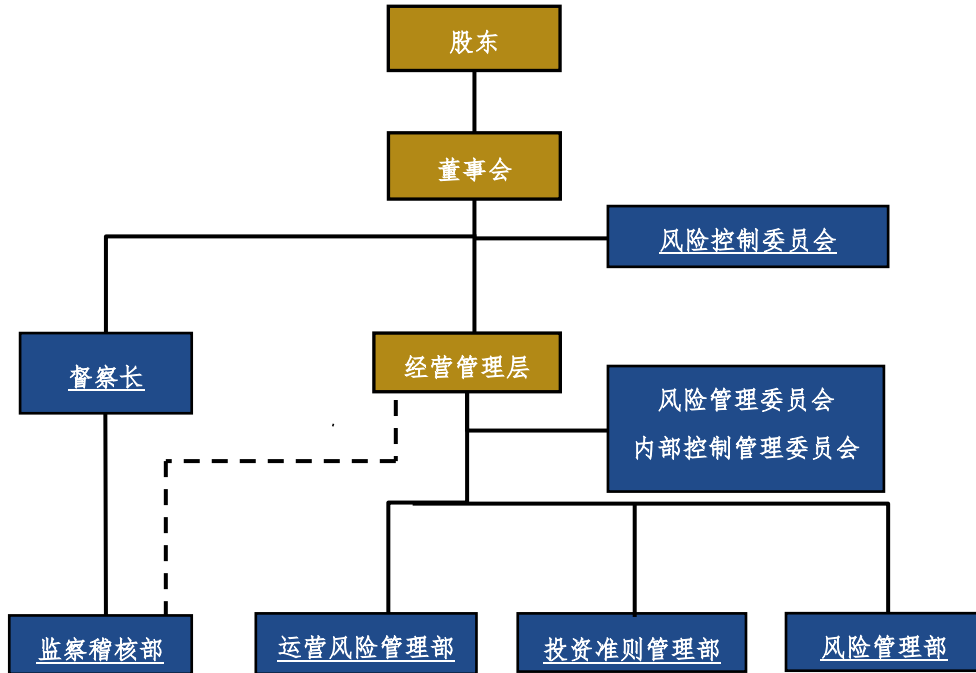 股东
董事会
风险控制委员会
督察长
经营管理层
风险管理委员会
内部控制管理委员会
监察稽核部
运营风险管理部
投资准则管理部
风险管理部